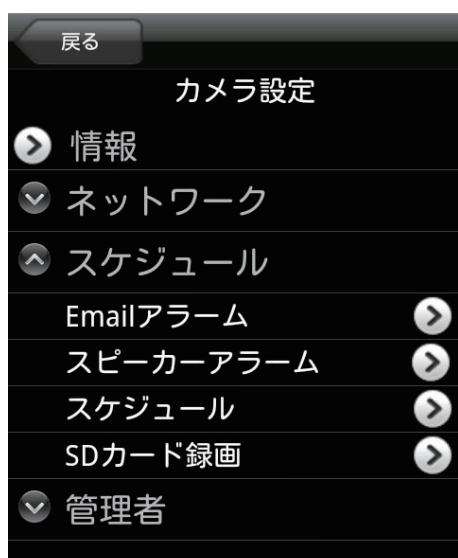 戻る
カメラ設定
情報
ネットワーク
スケジュール
Emailアラーム
スピーカーアラーム
スケジュール
SDカード録画
管理者